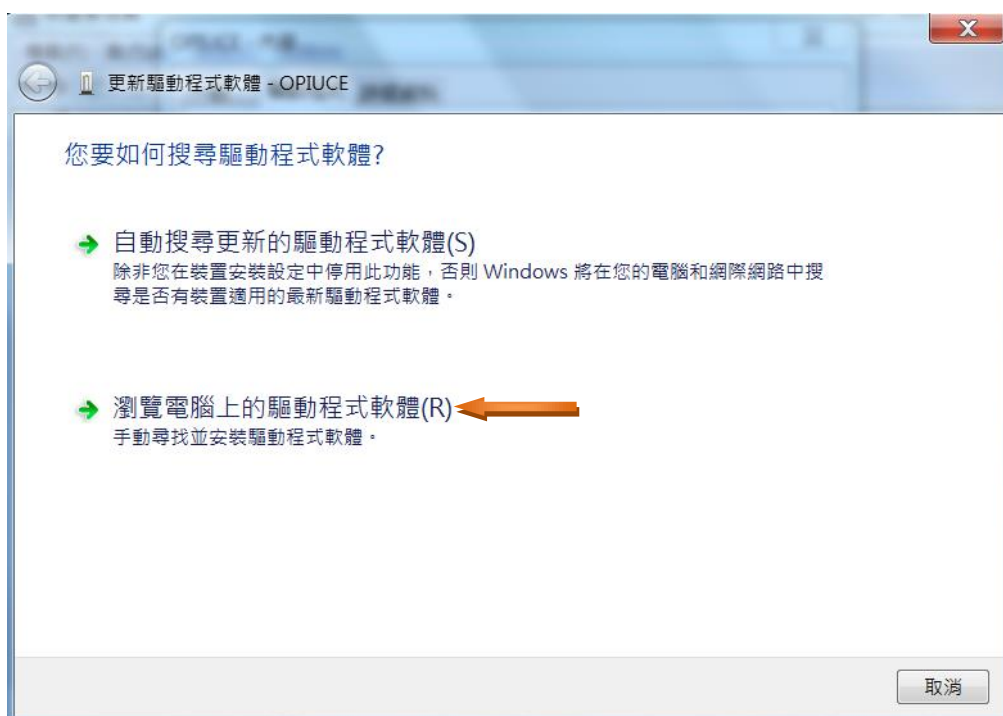 更新驅動程式軟體 - OPIUCE
您要如何搜尋驅動程式軟體?
自動搜尋更新的驅動程式軟體(S)
除非您在裝置安裝設定中停用此功能，否則 Windows 將在您的電腦和網際網路中搜
尋是否有裝置適用的最新驅動程式軟體。
瀏覽電腦上的驅動程式軟體(R)
手動尋找並安裝驅動程式軟體。
取消